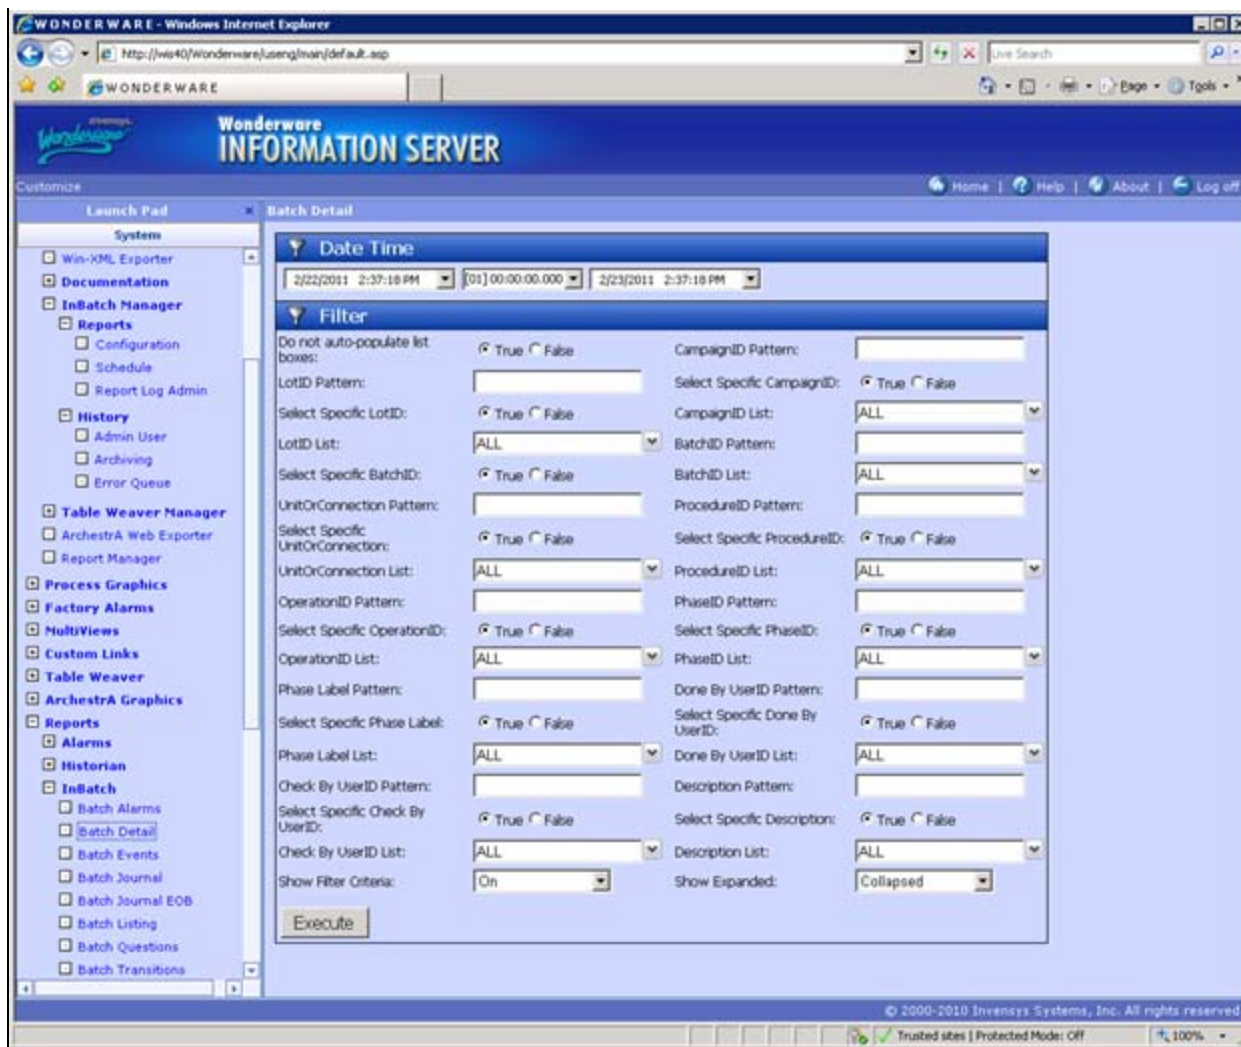 WONDERWARE - Windows Internet Explorer
http://wis40/Wonderware/useng/main/default.asp
Live Search
WONDERWARE
Page
Tools
invensys
Wonderware
Wonderware
INFORMATION SERVER
Customize
Home | Help | About | Log off
Launch Pad
Batch Detail
System
Win-XML Exporter
Documentation
InBatch Manager
Reports
Configuration
Schedule
Report Log Admin
History
Admin User
Archiving
Error Queue
Table Weaver Manager
ArchestrA Web Exporter
Report Manager
Process Graphics
Factory Alarms
MultiViews
Custom Links
Table Weaver
ArchestrA Graphics
Reports
Alarms
Historian
InBatch
Batch Alarms
Batch Detail
Batch Events
Batch Journal
Batch Journal EOB
Batch Listing
Batch Questions
Batch Transitions
Date Time
2/22/2011 2:37:18 PM [01] 00:00:00.000 2/23/2011 2:37:18 PM
Filter
Do not auto-populate list boxes: True False CampaignID Pattern:
LotID Pattern: Select Specific CampaignID: True False
Select Specific LotID: True False CampaignID List: ALL
LotID List: ALL BatchID Pattern:
Select Specific BatchID: True False BatchID List: ALL
UnitOrConnection Pattern: ProcedureID Pattern:
Select Specific UnitOrConnection: True False Select Specific ProcedureID: True False
UnitOrConnection List: ALL ProcedureID List: ALL
OperationID Pattern: PhaseID Pattern:
Select Specific OperationID: True False Select Specific PhaseID: True False
OperationID List: ALL PhaseID List: ALL
Phase Label Pattern: Done By UserID Pattern:
Select Specific Phase Label: True False Select Specific Done By UserID: True False
Phase Label List: ALL Done By UserID List: ALL
Check By UserID Pattern: Description Pattern:
Select Specific Check By UserID: True False Select Specific Description: True False
Check By UserID List: ALL Description List: ALL
Show Filter Criteria: On Show Expanded: Collapsed
Execute
© 2000-2010 Invensys Systems, Inc. All rights reserved
Trusted sites | Protected Mode: Off
100%